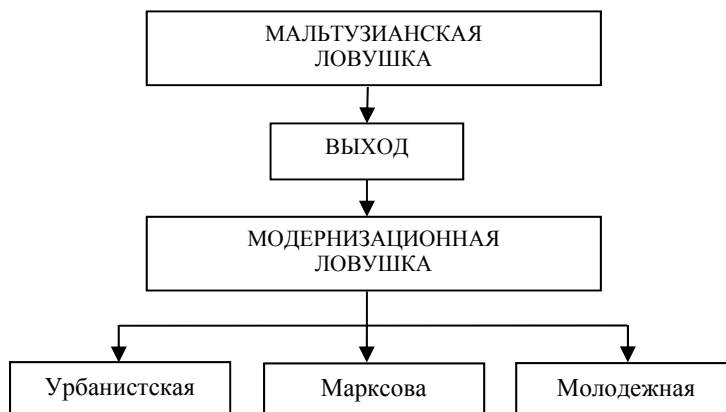 МАЛЬТУЗИАНСКАЯ
ЛОВУШКА
ВЫХОД
МОДЕРНИЗАЦИОННАЯ
ЛОВУШКА
Урбанистская
Марксова
Молодежная